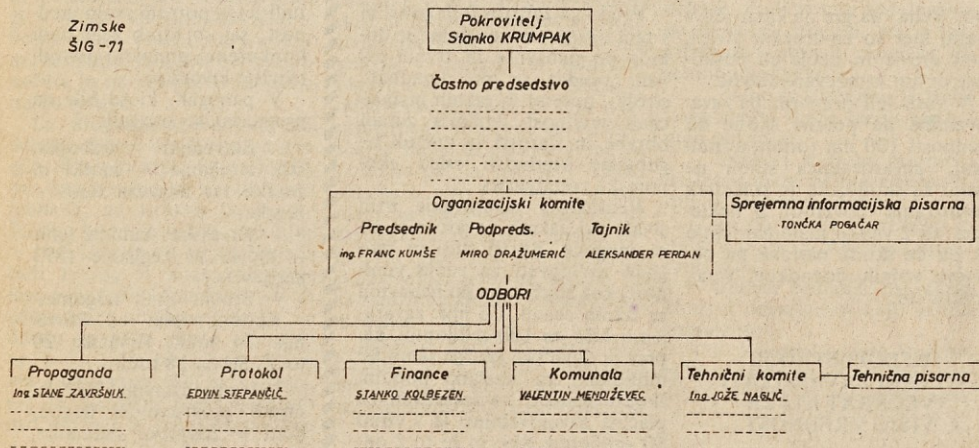 Zimske
ŠIG-71
Pokrovitelj
Stanko KRUMPAK
Častno predsedstvo
Organizacijski komite
Predsednik Podpreds. Tajnik
ing. FRANC KUMŠE MIRO DRAŽUMERIČ ALEKSANDER PERDAN
Sprejemna informacijska pisarna
TONČKA POGAČAR
ODBORI
Propaganda
Ing STANE ZAVRŠNIK
Protokol
EDVIN STEPANČIČ
Finance
STANKO KOLBEZEN
Komunala
VALENTIN MENDIŽEVEC
Tehnični komite
Ing JOŽE NAGLIČ
Tehnična pisarna